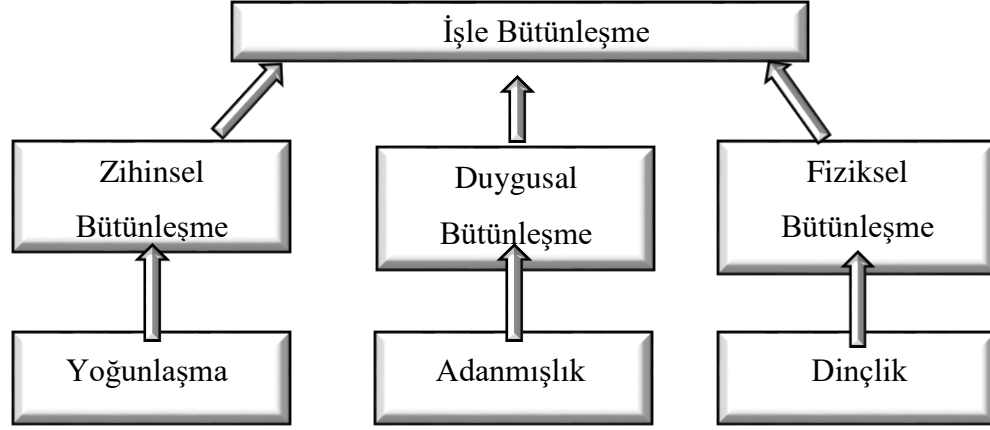 İşle Bütünleşme
Zihinsel
Bütünleşme
Duygusal
Bütünleşme
Fiziksel
Bütünleşme
Yoğunlaşma
Adanmışlık
Dinçlik